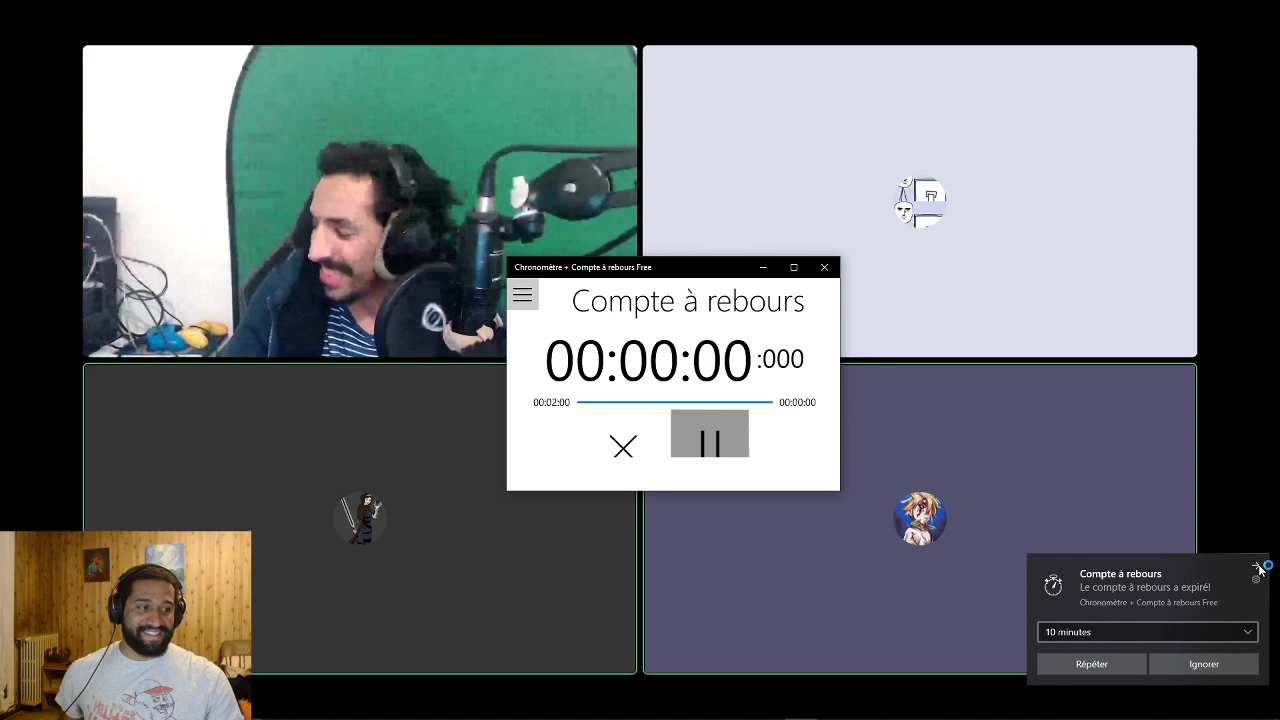 Chronomètre + Compte à rebours Free
Compte à rebours
00:00:00 :000
00:02:00 00:00:00
Compte à rebours
Le compte à rebours a expiré!
Chronomètre + Compte à rebours Free
10 minutes
Répéter Ignorer